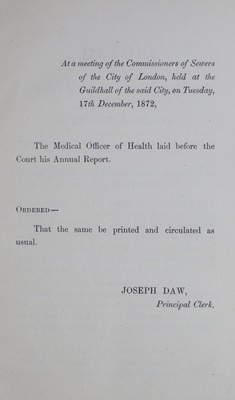 At a meeting of the Commissioners of Sewers
of the City of London, held at the
Guildhall of the said City, on Tuesday,
17th December, 1872,
The Medical Officer of Health laid before the
Court his Annual Report.
Ordered—
That the same be printed and circulated as
usual.
JOSEPH DAW,
Principal Clerk.